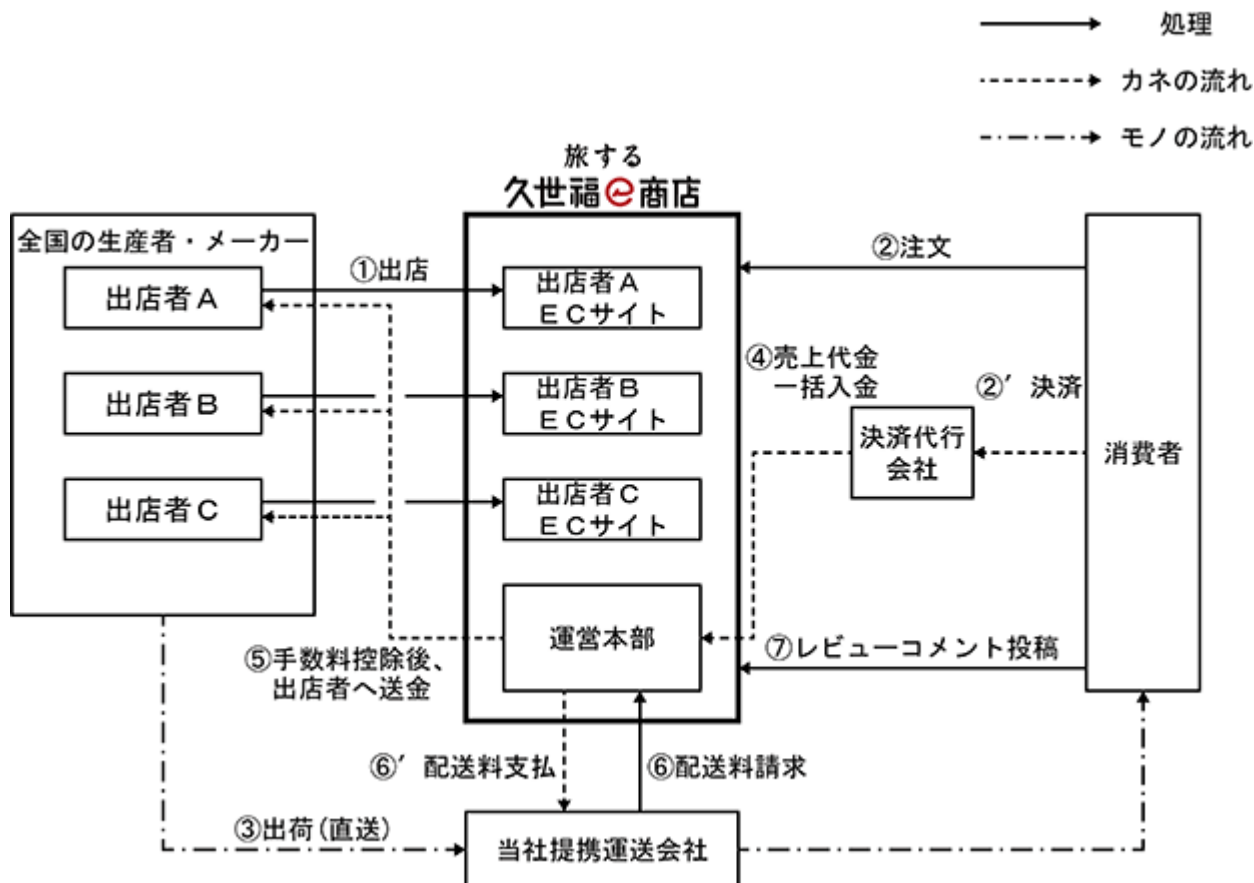 処理
カネの流れ
モノの流れ
旅する
久世福e商店
全国の生産者・メーカー
出店者A
出店者B
出店者C
①出店
出店者A
ECサイト
出店者B
ECサイト
出店者C
ECサイト
運営本部
②注文
④売上代金
一括入金
②′決済
決済代行
会社
消費者
⑤手数料控除後、
出店者へ送金
⑦レビューコメント投稿
⑥′配送料支払
⑥配送料請求
③出荷(直送)
当社提携運送会社